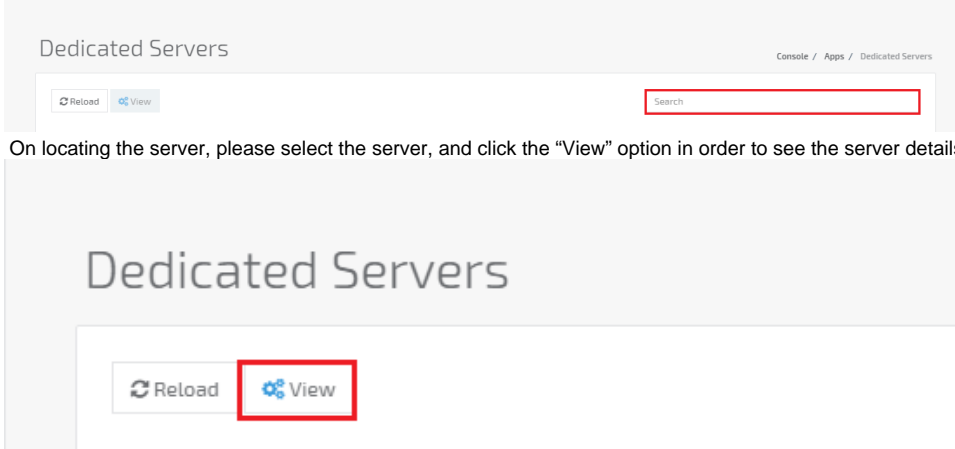 Dedicated Servers
Console / Apps / Dedicated Servers
Reload View Search
On locating the server, please select the server, and click the “View” option in order to see the server details
Dedicated Servers
Reload View